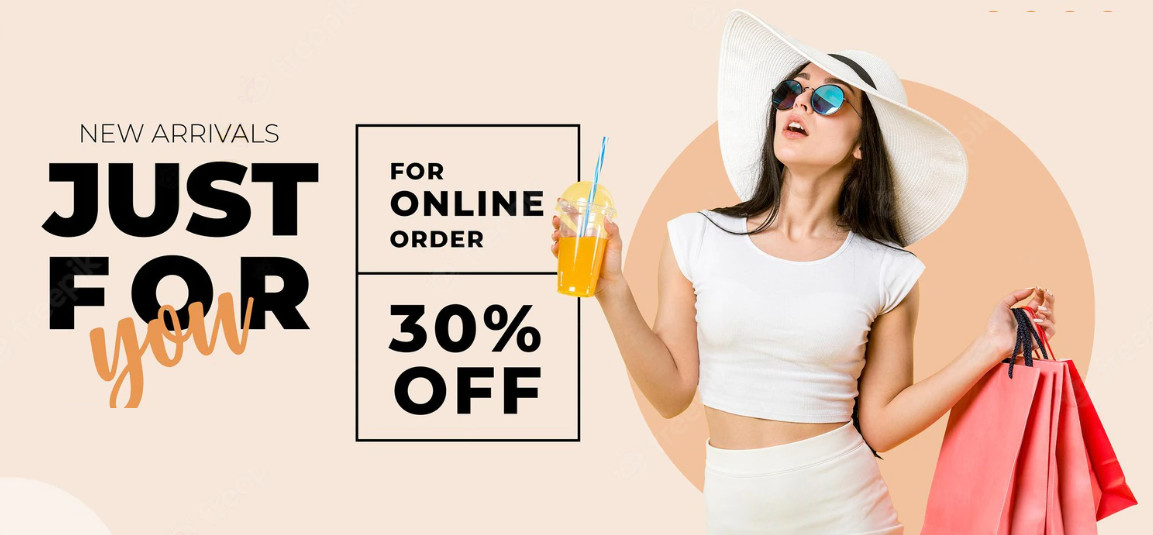 NEW ARRIVALS
JUST
FOR
you
FOR
ONLINE
ORDER
30%
OFF